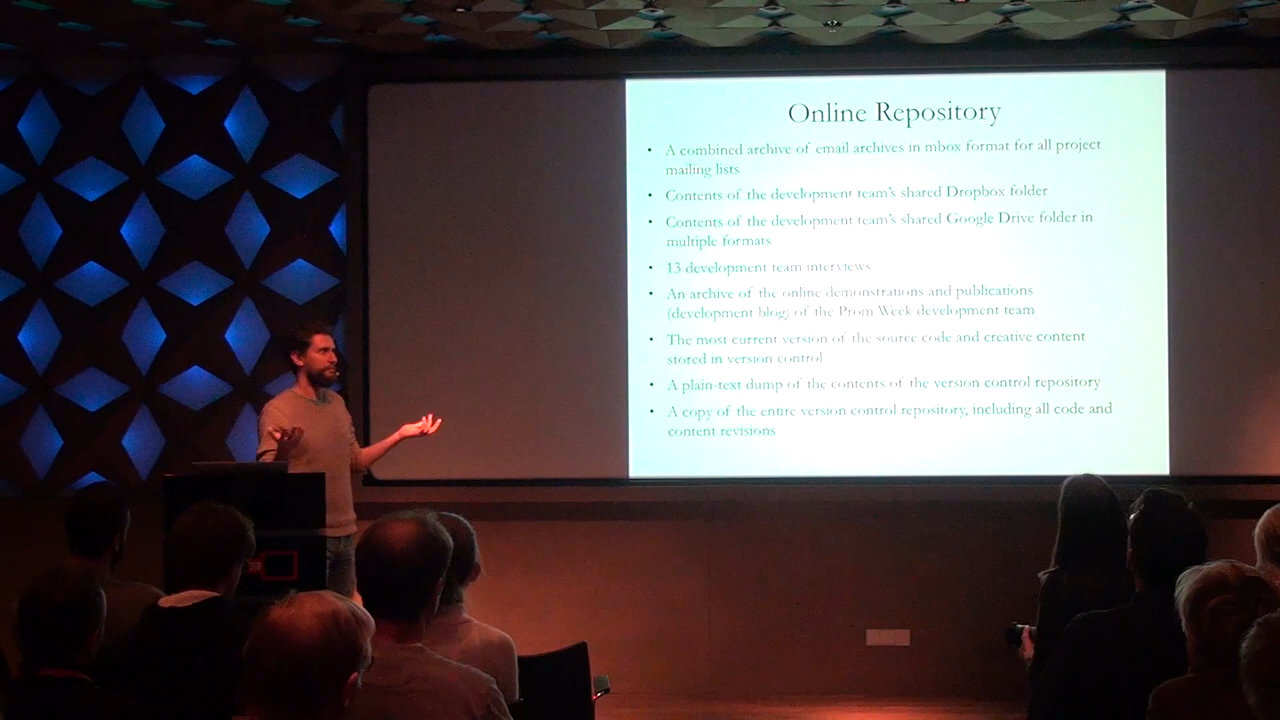 Online Repository
• A combined archive of email archives in mbox format for all project
mailing lists
• Contents of the development team's shared Dropbox folder
• Contents of the development team's shared Google Drive folder in
multiple formats
• 13 development team interviews
• An archive of the online demonstrations and publications
(development blog) of the Prom Week development team
• The most current version of the source code and creative content
stored in version control
• A plain-text dump of the contents of the version control repository
• A copy of the entire version control repository, including all code and
content revisions